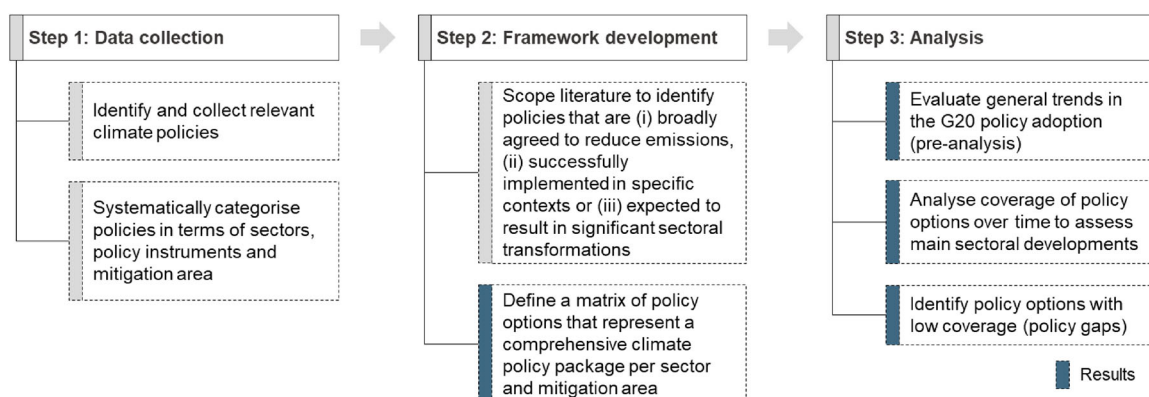 Step 1: Data collection
Identify and collect relevant
climate policies
Systematically categorise
policies in terms of sectors,
policy instruments and
mitigation area
Step 2: Framework development
Scope literature to identify
policies that are (i) broadly
agreed to reduce emissions,
(ii) successfully
implemented in specific
contexts or (iii) expected to
result in significant sectoral
transformations
Define a matrix of policy
options that represent a
comprehensive climate
policy package per sector
and mitigation area
Step 3: Analysis
Evaluate general trends in
the G20 policy adoption
(pre-analysis)
Analyse coverage of policy
options over time to assess
main sectoral developments
Identify policy options with
low coverage (policy gaps)
Results